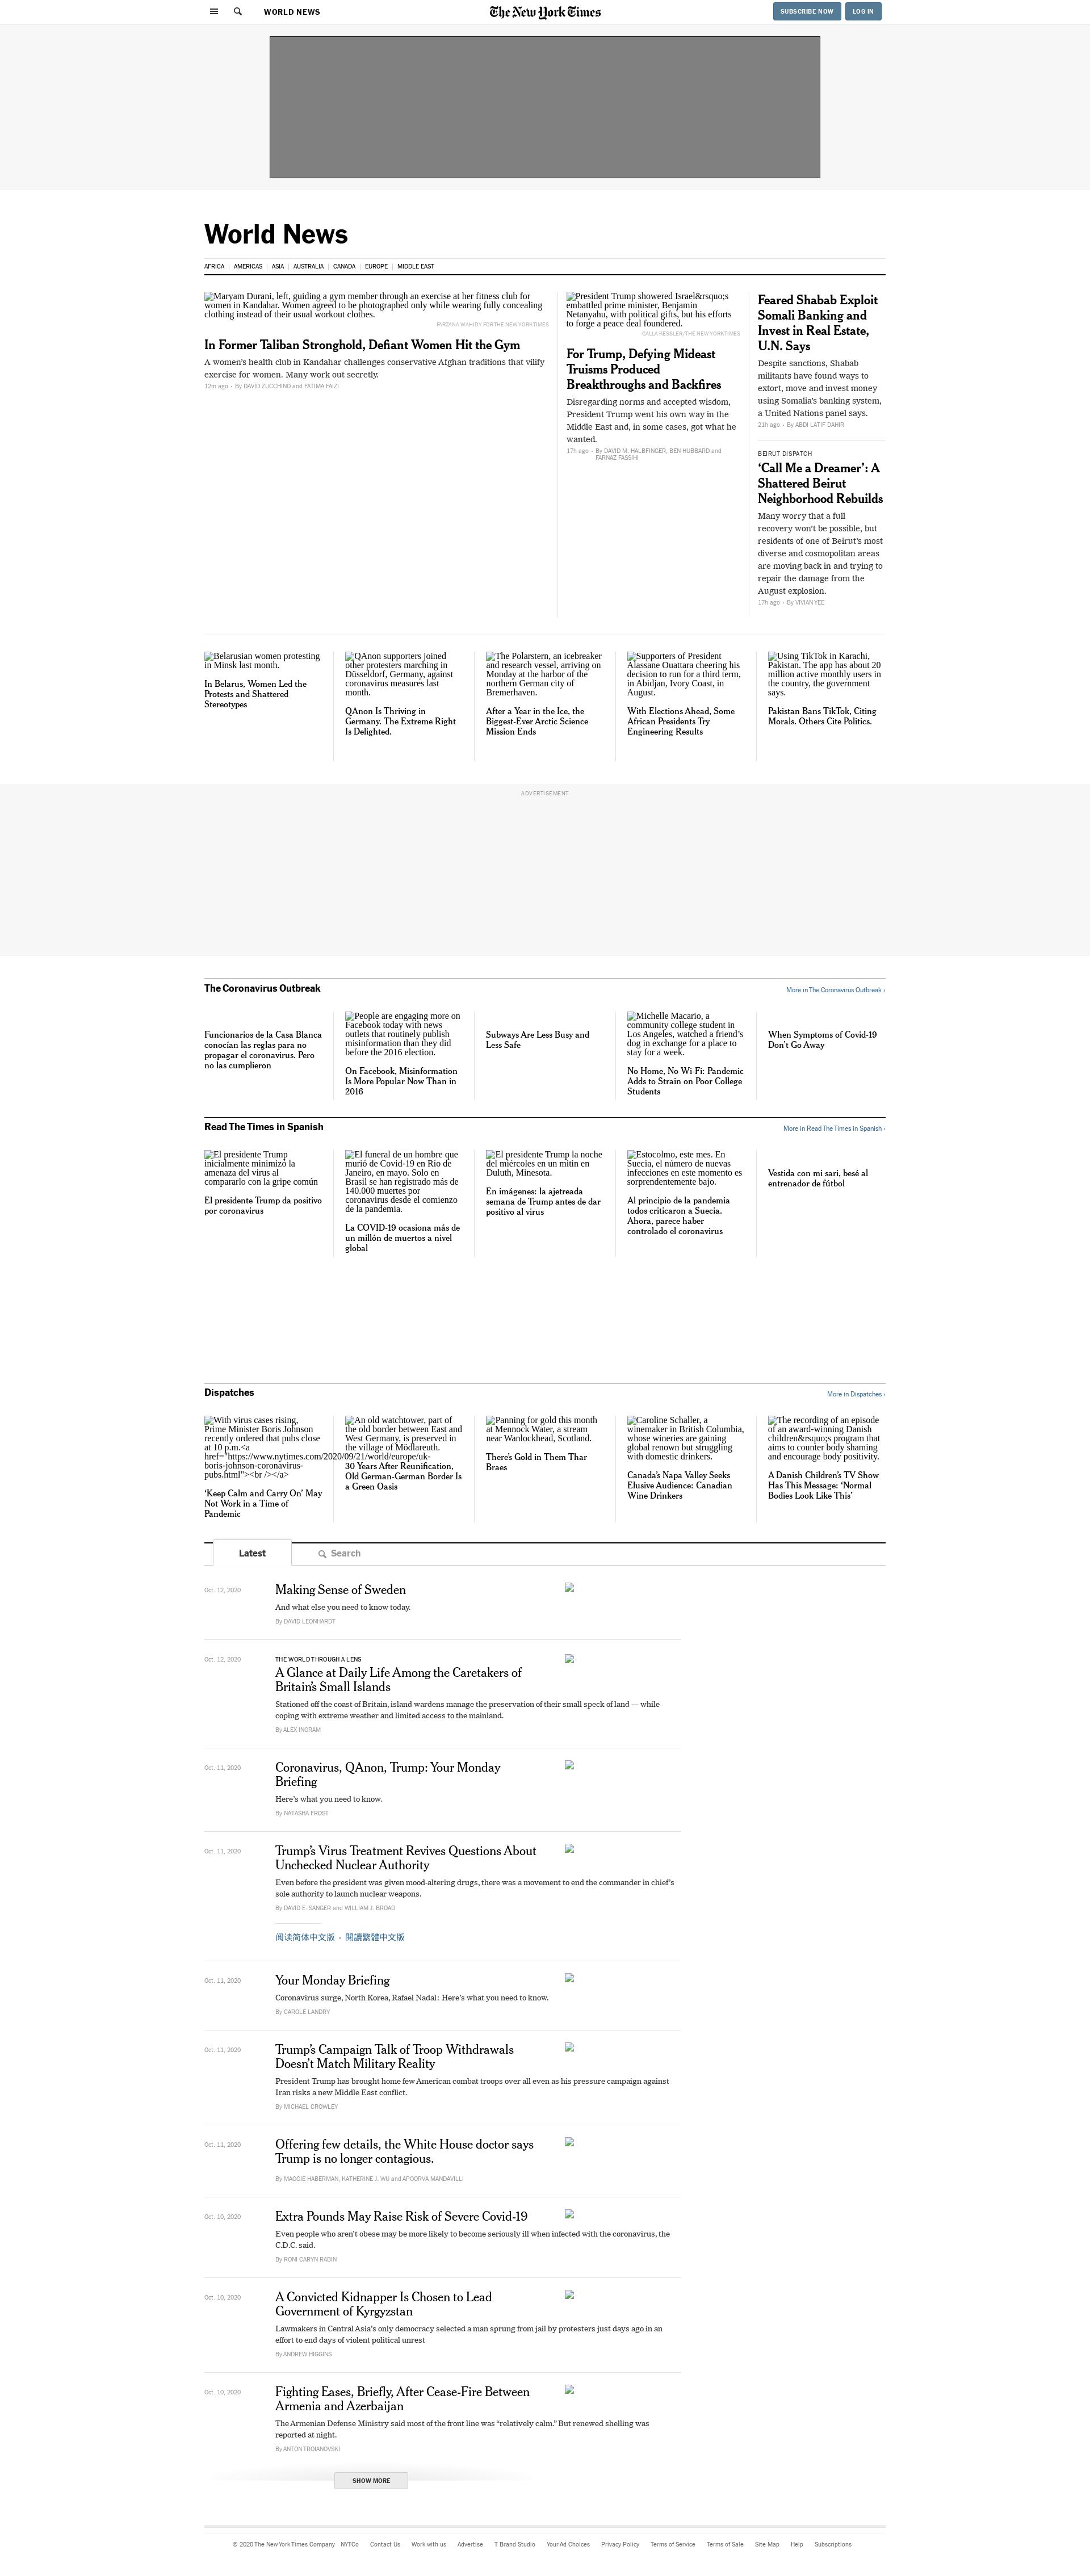 WORLD NEWS
The New York Times
SUBSCRIBE NOW
LOG IN
World News
AFRICA
AMERICAS
ASIA
AUSTRALIA
CANADA
EUROPE
MIDDLE EAST
Maryam Durani, left, guiding a gym member through an exercise at her fitness club for
women in Kandahar. Women agreed to be photographed only while wearing fully concealing
clothing instead of their usual workout clothes.
FARZANA WAHIDY FOR THE NEW YORK TIMES
In Former Taliban Stronghold, Defiant Women Hit the Gym
A women's health club in Kandahar challenges conservative Afghan traditions that vilify
exercise for women. Many work out secretly.
12m ago · By DAVID ZUCCHINO and FATIMA FAIZI
President Trump showed Israel&rsquo;s
embattled prime minister, Benjamin
Netanyahu, with political gifts, but his efforts
to forge a peace deal foundered.
CALLA KESSLER/THE NEW YORK TIMES
For Trump, Defying Mideast
Truisms Produced
Breakthroughs and Backfires
Disregarding norms and accepted wisdom,
President Trump went his own way in the
Middle East and, in some cases, got what he
wanted.
17h ago · By DAVID M. HALBFINGER, BEN HUBBARD and
FARNAZ FASSIHI
Feared Shabab Exploit
Somali Banking and
Invest in Real Estate,
U.N. Says
Despite sanctions, Shabab
militants have found ways to
extort, move and invest money
using Somalia's banking system,
a United Nations panel says.
21h ago · By ABDI LATIF DAHIR
BEIRUT DISPATCH
‘Call Me a Dreamer’: A
Shattered Beirut
Neighborhood Rebuilds
Many worry that a full
recovery won't be possible, but
residents of one of Beirut's most
diverse and cosmopolitan areas
are moving back in and trying to
repair the damage from the
August explosion.
17h ago · By VIVIAN YEE
Belarusian women protesting
in Minsk last month.
In Belarus, Women Led the
Protests and Shattered
Stereotypes
QAnon supporters joined
other protesters marching in
Düsseldorf, Germany, against
coronavirus measures last
month.
QAnon Is Thriving in
Germany. The Extreme Right
Is Delighted.
The Polarstern, an icebreaker
and research vessel, arriving on
Monday at the harbor of the
northern German city of
Bremerhaven.
After a Year in the Ice, the
Biggest-Ever Arctic Science
Mission Ends
Supporters of President
Alassane Ouattara cheering his
decision to run for a third term,
in Abidjan, Ivory Coast, in
August.
With Elections Ahead, Some
African Presidents Try
Engineering Results
Using TikTok in Karachi,
Pakistan. The app has about 20
million active monthly users in
the country, the government
says.
Pakistan Bans TikTok, Citing
Morals. Others Cite Politics.
ADVERTISEMENT
The Coronavirus Outbreak
More in The Coronavirus Outbreak ›
Funcionarios de la Casa Blanca
conocían las reglas para no
propagar el coronavirus. Pero
no las cumplieron
People are engaging more on
Facebook today with news
outlets that routinely publish
misinformation than they did
before the 2016 election.
On Facebook, Misinformation
Is More Popular Now Than in
2016
Subways Are Less Busy and
Less Safe
Michelle Macario, a
community college student in
Los Angeles, watched a friend’s
dog in exchange for a place to
stay for a week.
No Home, No Wi-Fi: Pandemic
Adds to Strain on Poor College
Students
When Symptoms of Covid-19
Don’t Go Away
Read The Times in Spanish
More in Read The Times in Spanish ›
El presidente Trump
inicialmente minimizó la
amenaza del virus al
compararlo con la gripe común
El presidente Trump da positivo
por coronavirus
El funeral de un hombre que
murió de Covid-19 en Río de
Janeiro, en mayo. Solo en
Brasil se han registrado más de
140.000 muertes por
coronavirus desde el comienzo
de la pandemia.
La COVID-19 ocasiona más de
un millón de muertos a nivel
global
El presidente Trump la noche
del miércoles en un mitin en
Duluth, Minesota.
En imágenes: la ajetreada
semana de Trump antes de dar
positivo al virus
Estocolmo, este mes. En
Suecia, el número de nuevas
infecciones en este momento es
sorprendentemente bajo.
Al principio de la pandemia
todos criticaron a Suecia.
Ahora, parece haber
controlado el coronavirus
Vestida con mi sari, besé al
entrenador de fútbol
Dispatches
More in Dispatches ›
With virus cases rising,
Prime Minister Boris Johnson
recently ordered that pubs close
at 10 p.m.<a
href="https://www.nytimes.com/2020/09/21/world/europe/uk-
boris-johnson-coronavirus-
pubs.html"><br /></a>
‘Keep Calm and Carry On’ May
Not Work in a Time of
Pandemic
An old watchtower, part of
the old border between East and
West Germany, is preserved in
the village of Mödlareuth.
30 Years After Reunification,
Old German-German Border Is
a Green Oasis
Panning for gold this month
at Mennock Water, a stream
near Wanlockhead, Scotland.
There’s Gold in Them Thar
Braes
Caroline Schaller, a
winemaker in British Columbia,
whose wineries are gaining
global renown but struggling
with domestic drinkers.
Canada’s Napa Valley Seeks
Elusive Audience: Canadian
Wine Drinkers
The recording of an episode
of an award-winning Danish
children&rsquo;s program that
aims to counter body shaming
and encourage body positivity.
A Danish Children’s TV Show
Has This Message: ‘Normal
Bodies Look Like This’
Latest
Search
Oct. 12, 2020
Making Sense of Sweden
And what else you need to know today.
By DAVID LEONHARDT
Oct. 12, 2020
THE WORLD THROUGH A LENS
A Glance at Daily Life Among the Caretakers of
Britain’s Small Islands
Stationed off the coast of Britain, island wardens manage the preservation of their small speck of land — while
coping with extreme weather and limited access to the mainland.
By ALEX INGRAM
Oct. 11, 2020
Coronavirus, QAnon, Trump: Your Monday
Briefing
Here’s what you need to know.
By NATASHA FROST
Oct. 11, 2020
Trump’s Virus Treatment Revives Questions About
Unchecked Nuclear Authority
Even before the president was given mood-altering drugs, there was a movement to end the commander in chief’s
sole authority to launch nuclear weapons.
By DAVID E. SANGER and WILLIAM J. BROAD
阅读简体中文版 · 閱讀繁體中文版
Oct. 11, 2020
Your Monday Briefing
Coronavirus surge, North Korea, Rafael Nadal: Here’s what you need to know.
By CAROLE LANDRY
Oct. 11, 2020
Trump’s Campaign Talk of Troop Withdrawals
Doesn’t Match Military Reality
President Trump has brought home few American combat troops over all even as his pressure campaign against
Iran risks a new Middle East conflict.
By MICHAEL CROWLEY
Oct. 11, 2020
Offering few details, the White House doctor says
Trump is no longer contagious.
By MAGGIE HABERMAN, KATHERINE J. WU and APOORVA MANDAVILLI
Oct. 10, 2020
Extra Pounds May Raise Risk of Severe Covid-19
Even people who aren’t obese may be more likely to become seriously ill when infected with the coronavirus, the
C.D.C. said.
By RONI CARYN RABIN
Oct. 10, 2020
A Convicted Kidnapper Is Chosen to Lead
Government of Kyrgyzstan
Lawmakers in Central Asia’s only democracy selected a man sprung from jail by protesters just days ago in an
effort to end days of violent political unrest
By ANDREW HIGGINS
Oct. 10, 2020
Fighting Eases, Briefly, After Cease-Fire Between
Armenia and Azerbaijan
The Armenian Defense Ministry said most of the front line was “relatively calm.” But renewed shelling was
reported at night.
By ANTON TROIANOVSKI
SHOW MORE
© 2020 The New York Times Company
NYTCo
Contact Us
Work with us
Advertise
T Brand Studio
Your Ad Choices
Privacy Policy
Terms of Service
Terms of Sale
Site Map
Help
Subscriptions